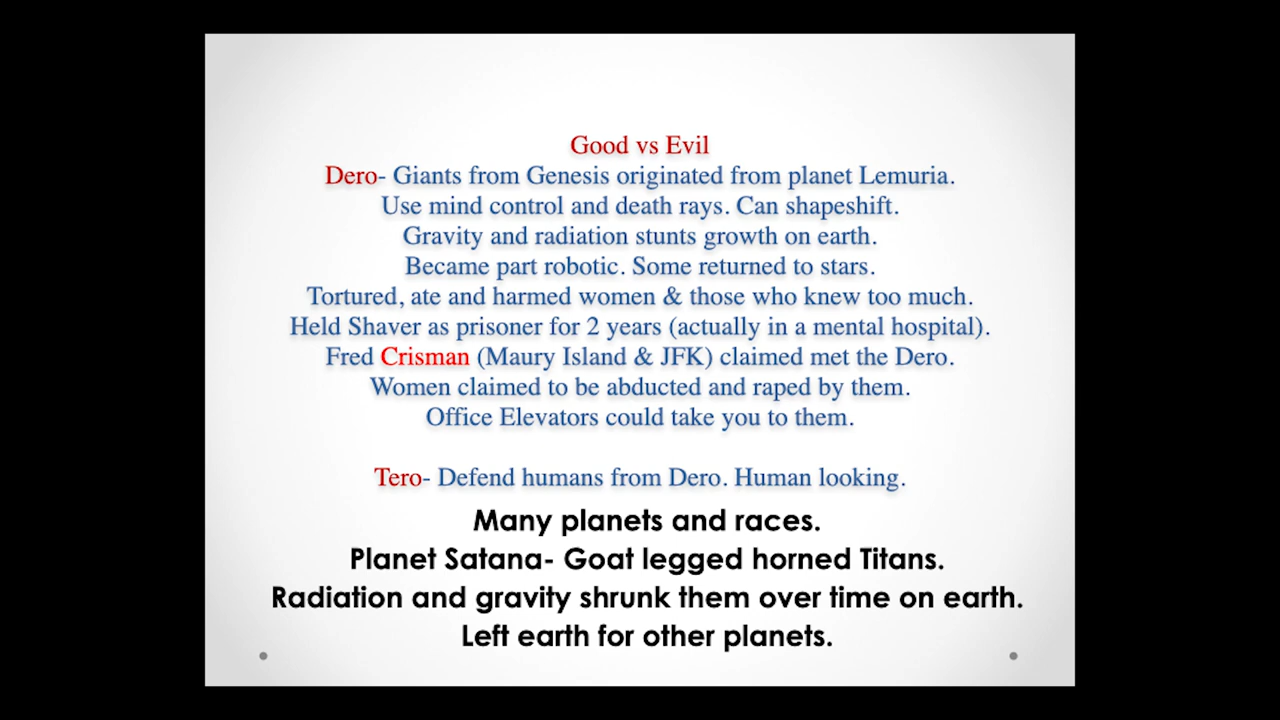 Good vs Evil
Dero- Giants from Genesis originated from planet Lemuria.
Use mind control and death rays. Can shapeshift.
Gravity and radiation stunts growth on earth.
Became part robotic. Some returned to stars.
Tortured, ate and harmed women & those who knew too much.
Held Shaver as prisoner for 2 years (actually in a mental hospital).
Fred Crisman (Maury Island & JFK) claimed met the Dero.
Women claimed to be abducted and raped by them.
Office Elevators could take you to them.
Tero- Defend humans from Dero. Human looking.
Many planets and races.
Planet Satana- Goat legged horned Titans.
Radiation and gravity shrunk them over time on earth.
Left earth for other planets.